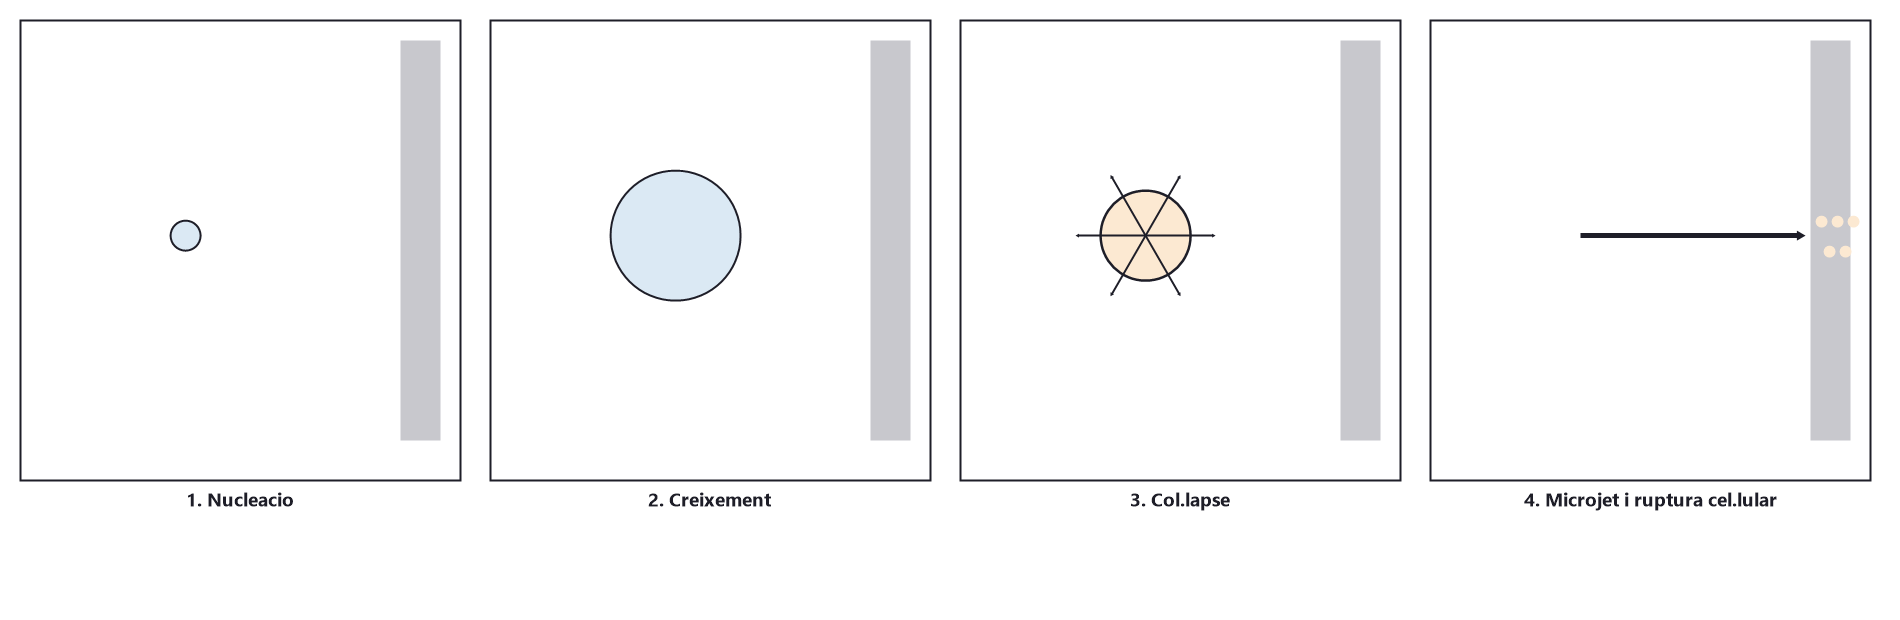 1. Nucleacio
2. Creixement
3. Col.lapse
4. Microjet i ruptura cel.lular